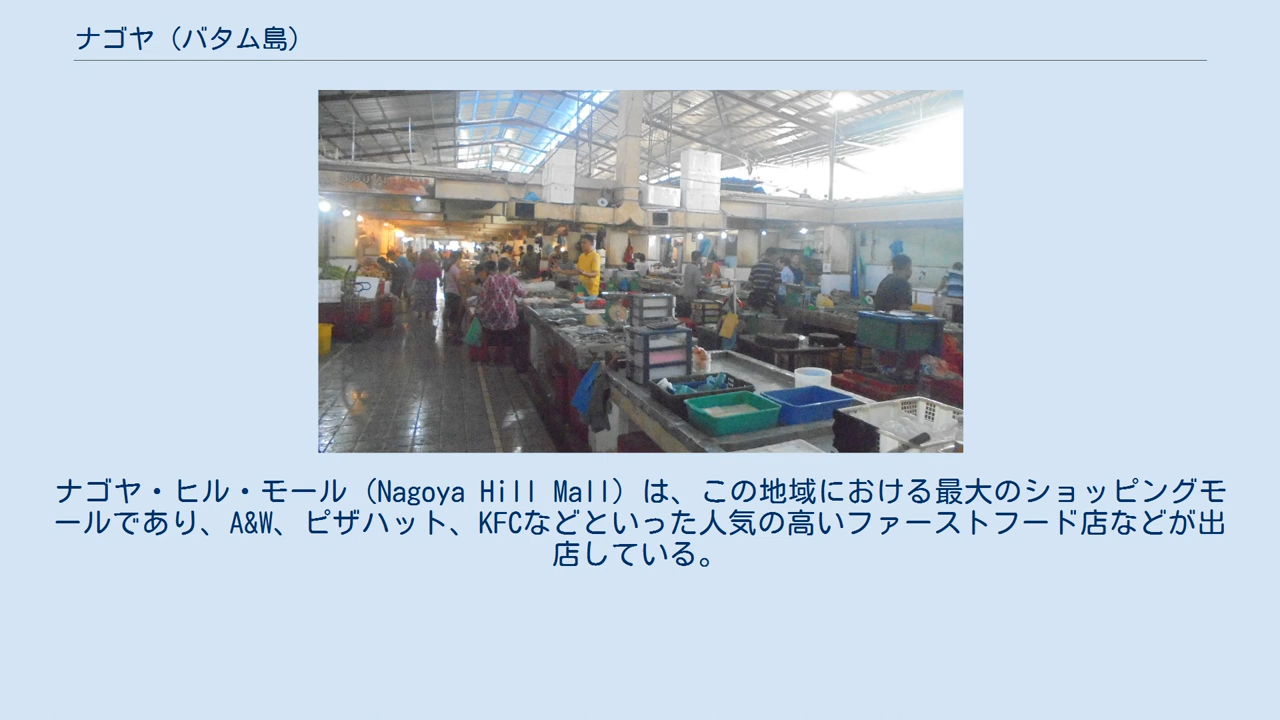 ナゴヤ（バタム島）
ナゴヤ・ヒル・モール（Nagoya Hill Mall）は、この地域における最大のショッピングモ
ールであり、A&W、ピザハット、KFCなどといった人気の高いファーストフード店などが出
店している。